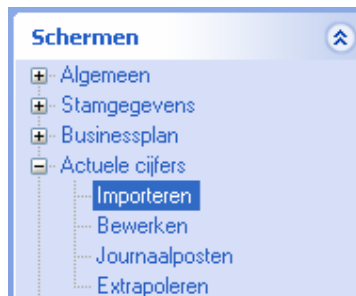 Schermen
Algemeen
Stamgegevens
Businessplan
Actuele cijfers
Importeren
Bewerken
Journaalposten
Extrapoleren